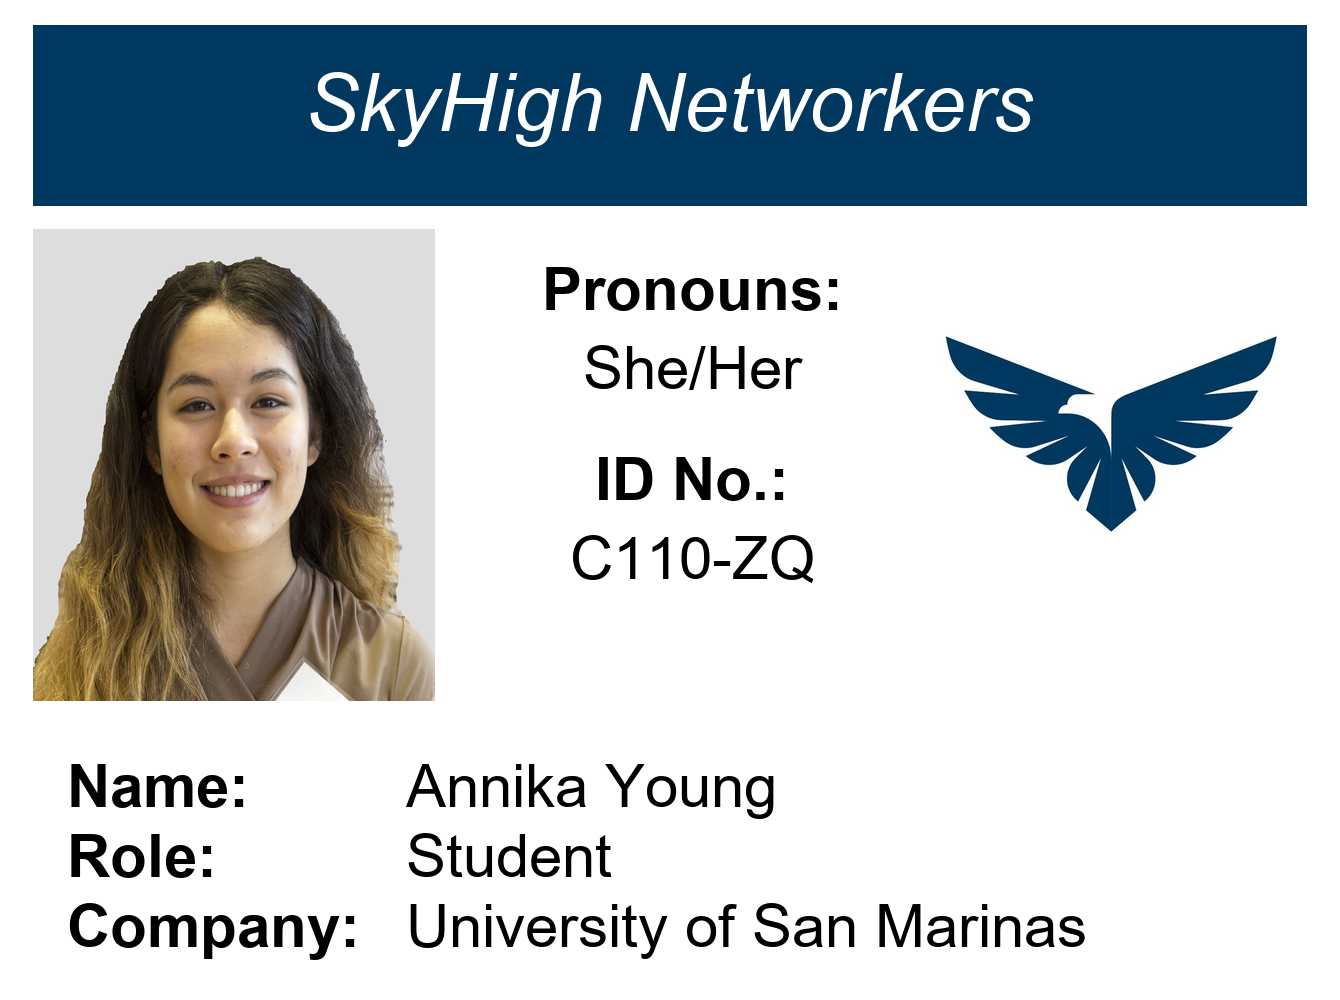 SkyHigh Networkers
Pronouns:
She/Her
ID No.:
C110-ZQ
Name: Annika Young
Role: Student
Company: University of San Marinas